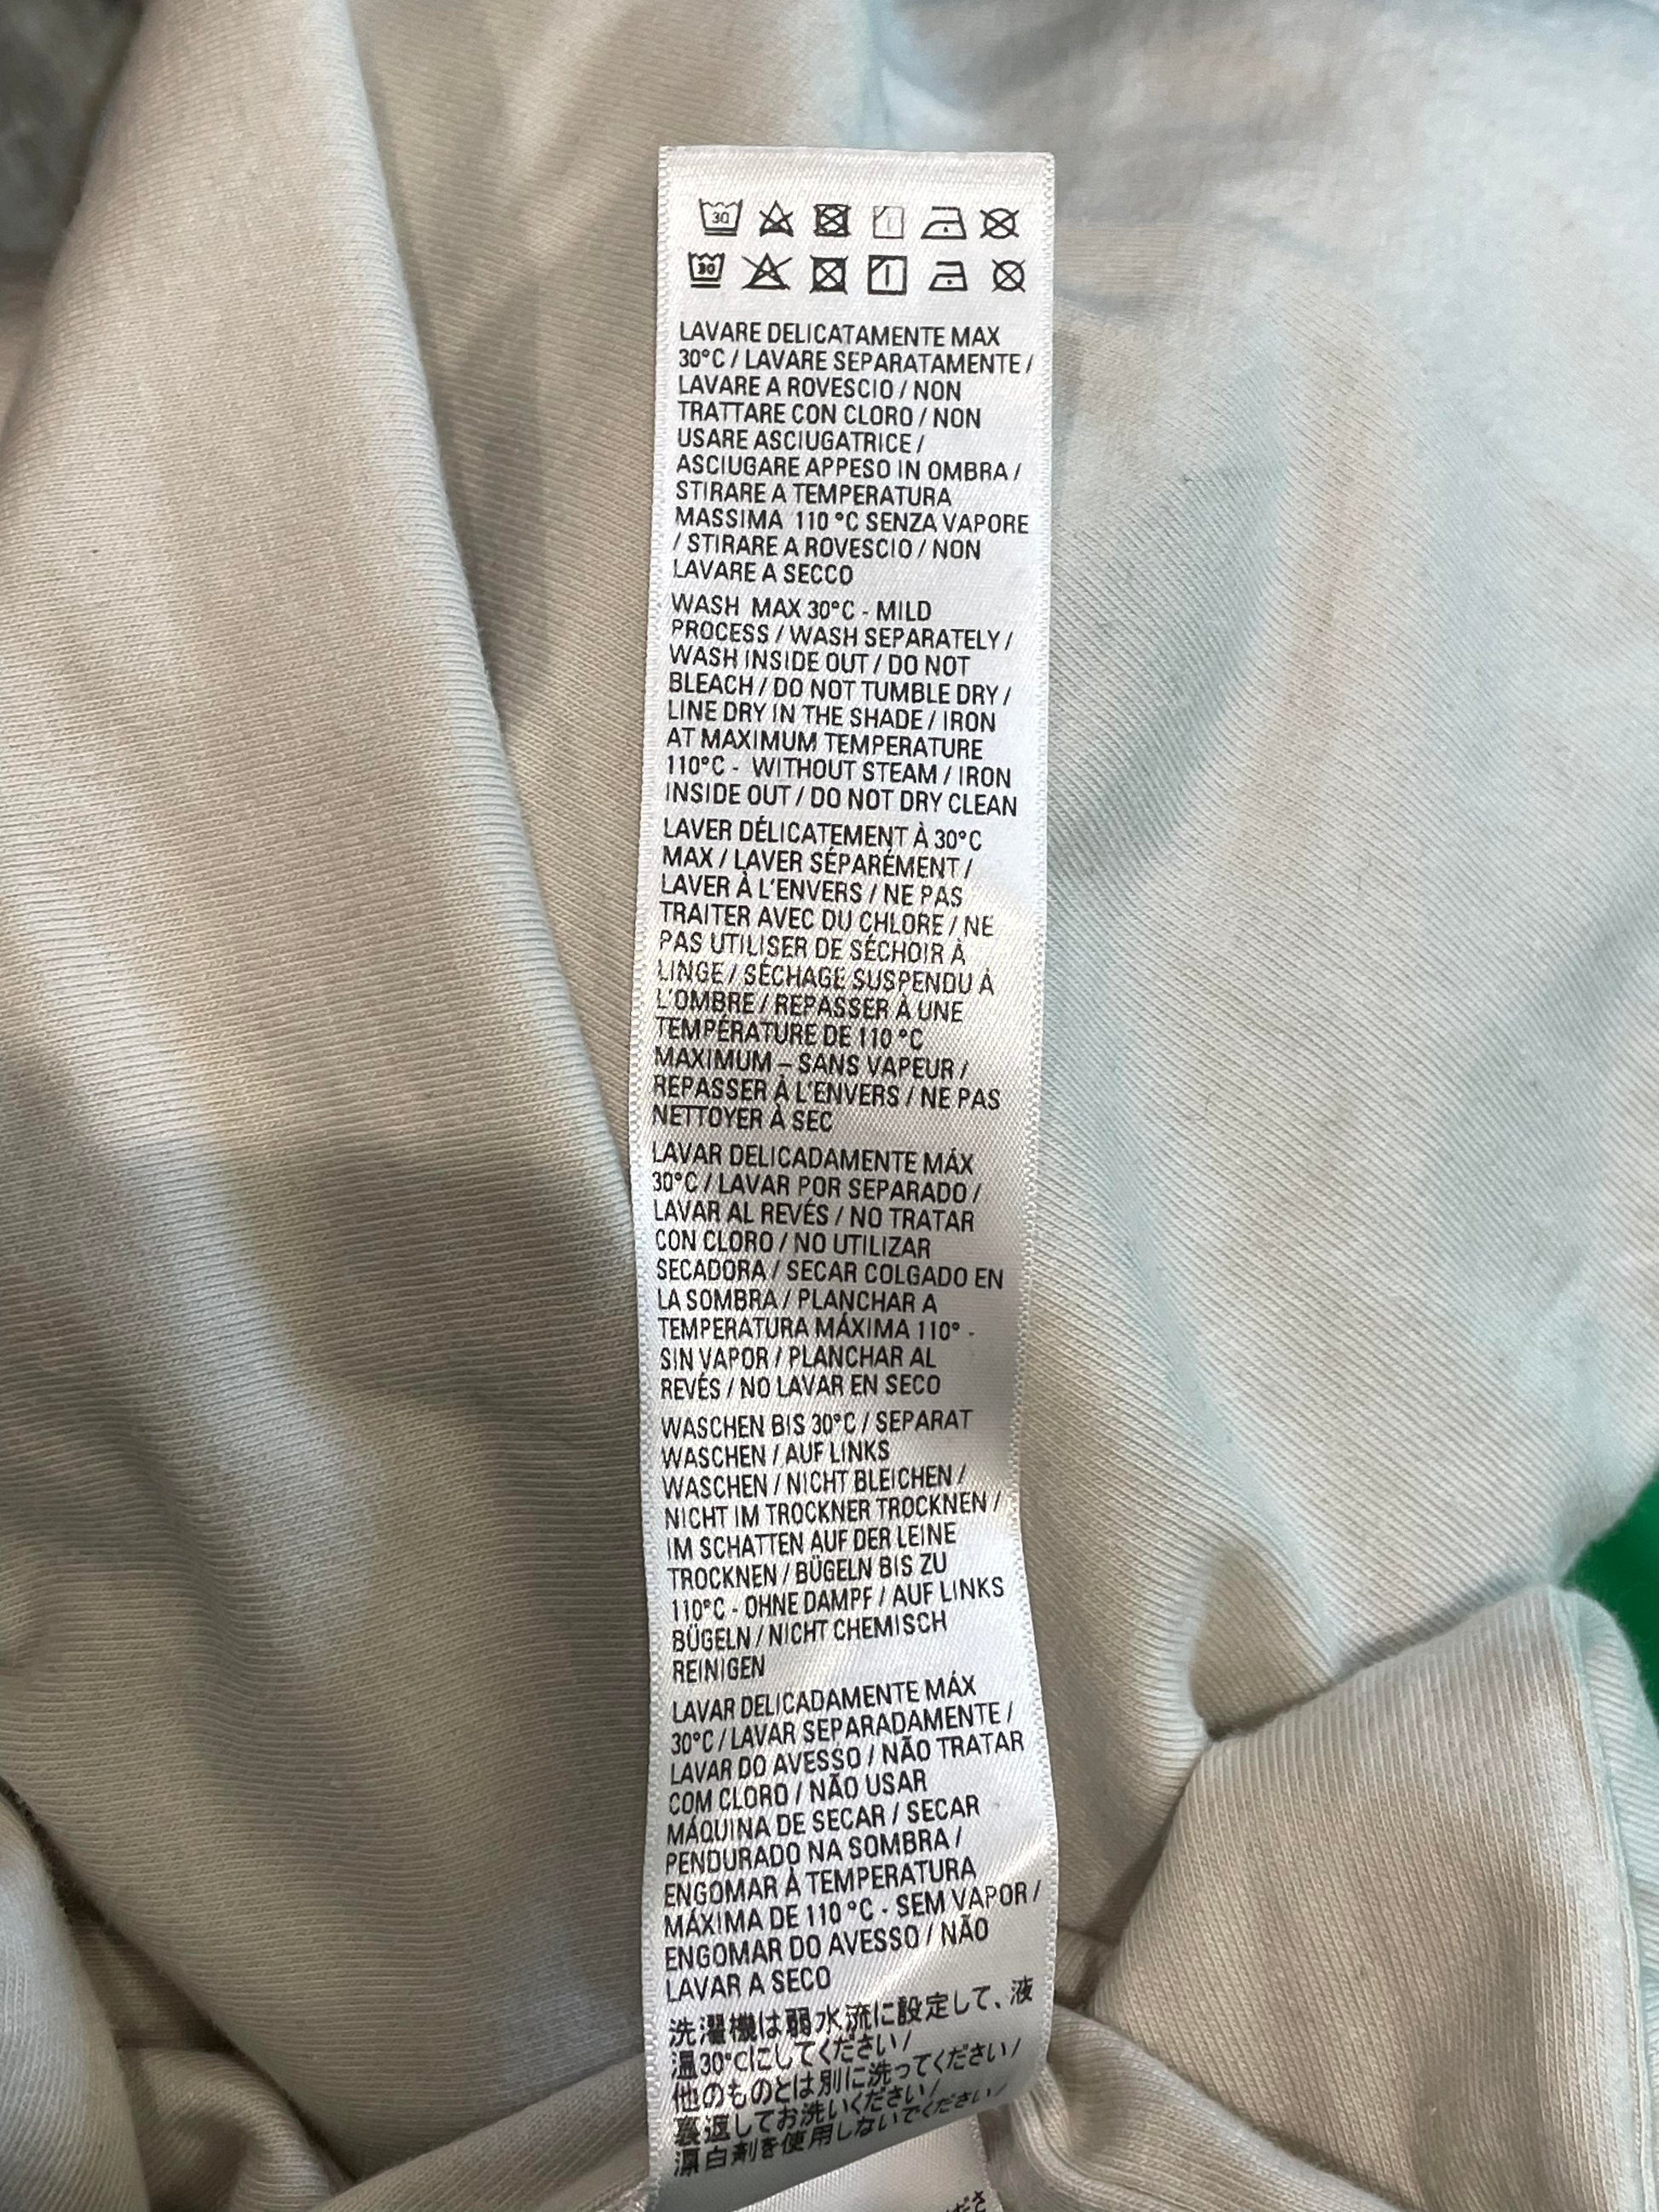 30
30
LAVARE DELICATAMENTE MAX
30°C / LAVARE SEPARATAMENTE /
LAVARE A ROVESCIO / NON
TRATTARE CON CLORO / NON
USARE ASCIUGATRICE /
ASCIUGARE APPESO IN OMBRA /
STIRARE A TEMPERATURA
MASSIMA 110 °C SENZA VAPORE
/ STIRARE A ROVESCIO / NON
LAVARE A SECCO
WASH MAX 30°C - MILD
PROCESS / WASH SEPARATELY /
WASH INSIDE OUT / DO NOT
BLEACH / DO NOT TUMBLE DRY /
LINE DRY IN THE SHADE / IRON
AT MAXIMUM TEMPERATURE
110°C - WITHOUT STEAM / IRON
INSIDE OUT / DO NOT DRY CLEAN
LAVER DÉLICATEMENT À 30°C
MAX / LAVER SÉPARÉMENT /
LAVER À L'ENVERS / NE PAS
TRAITER AVEC DU CHLORE / NE
PAS UTILISER DE SÉCHOIR À
LINGE / SÉCHAGE SUSPENDU À
L'OMBRE / REPASSER À UNE
TEMPÉRATURE DE 110 °C
MAXIMUM – SANS VAPEUR /
REPASSER À L'ENVERS / NE PAS
NETTOYER À SEC
LAVAR DELICADAMENTE MÁX
30°C / LAVAR POR SEPARADO /
LAVAR AL REVÉS / NO TRATAR
CON CLORO / NO UTILIZAR
SECADORA / SECAR COLGADO EN
LA SOMBRA / PLANCHAR A
TEMPERATURA MÁXIMA 110° -
SIN VAPOR / PLANCHAR AL
REVÉS / NO LAVAR EN SECO
WASCHEN BIS 30°C / SEPARAT
WASCHEN / AUF LINKS
WASCHEN / NICHT BLEICHEN /
NICHT IM TROCKNER TROCKNEN /
IM SCHATTEN AUF DER LEINE
TROCKNEN / BÜGELN BIS ZU
110°C - OHNE DAMPF / AUF LINKS
BÜGELN / NICHT CHEMISCH
REINIGEN
LAVAR DELICADAMENTE MÁX
30°C / LAVAR SEPARADAMENTE /
LAVAR DO AVESSO / NÃO TRATAR
COM CLORO / NÃO USAR
MÁQUINA DE SECAR / SECAR
PENDURADO NA SOMBRA /
ENGOMAR À TEMPERATURA
MÁXIMA DE 110 °C - SEM VAPOR /
ENGOMAR DO AVESSO / NÃO
LAVAR A SECO
洗濯機は弱水流に設定して、液
温30°Cにしてください /
他のものとは別に洗ってください /
裏返してお洗いください /
漂白剤を使用しないでください /